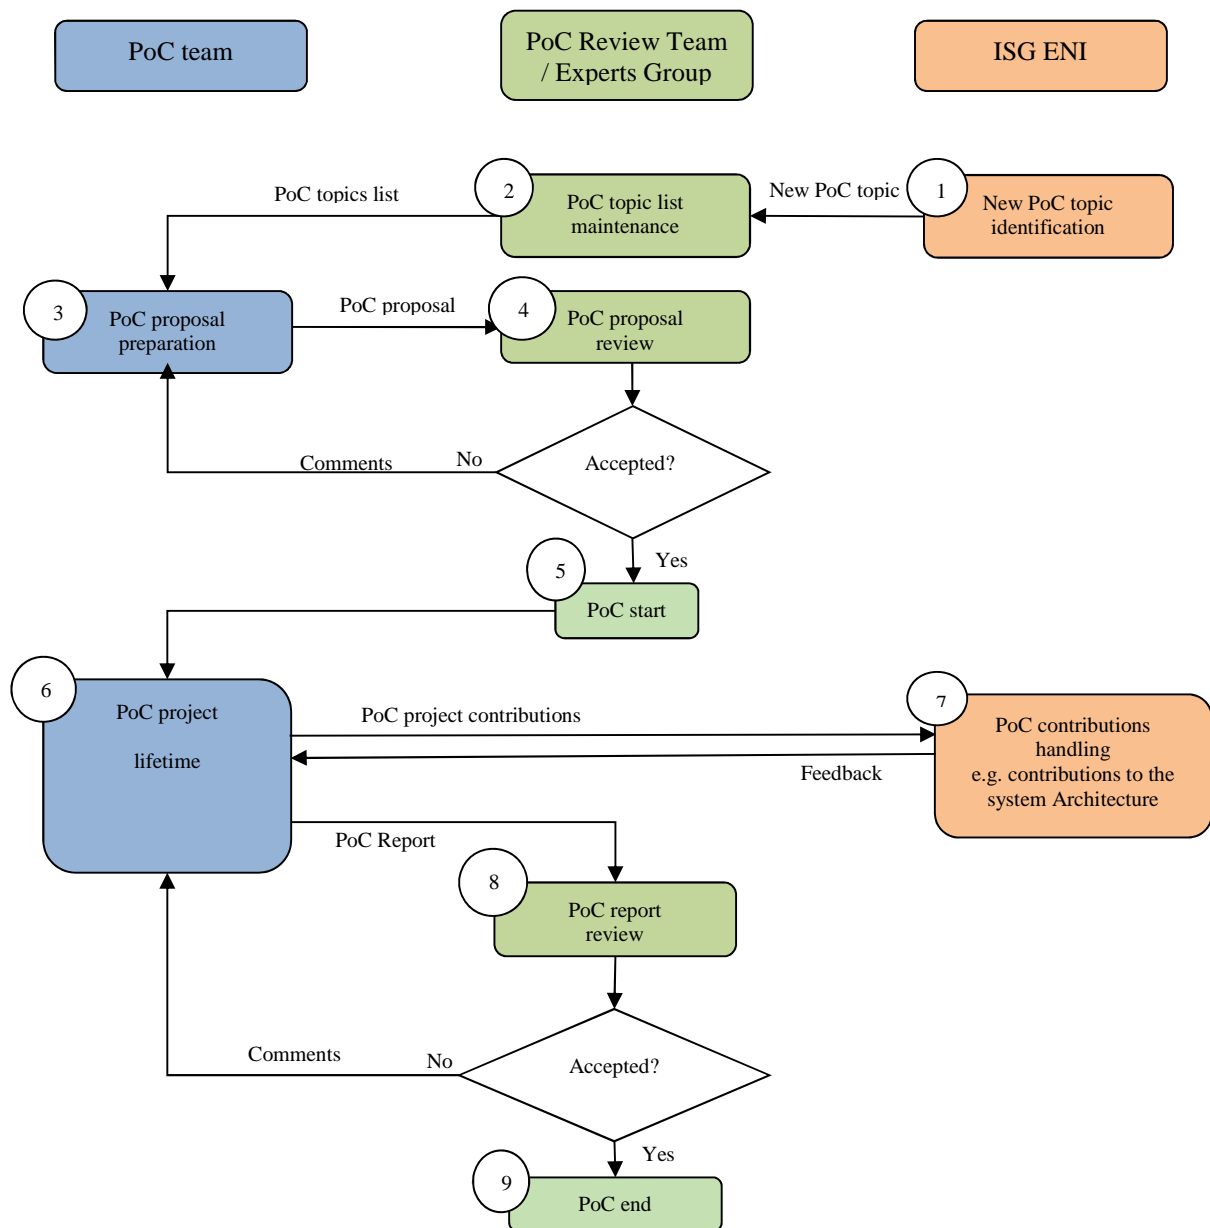 PoC team
PoC Review Team
/ Experts Group
ISG ENI
PoC topics list
2
PoC topic list
maintenance
New PoC topic
1
New PoC topic
identification
3
PoC proposal
preparation
PoC proposal
4
PoC proposal
review
Comments
No
Accepted?
Yes
5
PoC start
6
PoC project
lifetime
PoC project contributions
Feedback
7
PoC contributions
handling
e.g. contributions to the
system Architecture
PoC Report
8
PoC report
review
Comments
No
Accepted?
Yes
9
PoC end